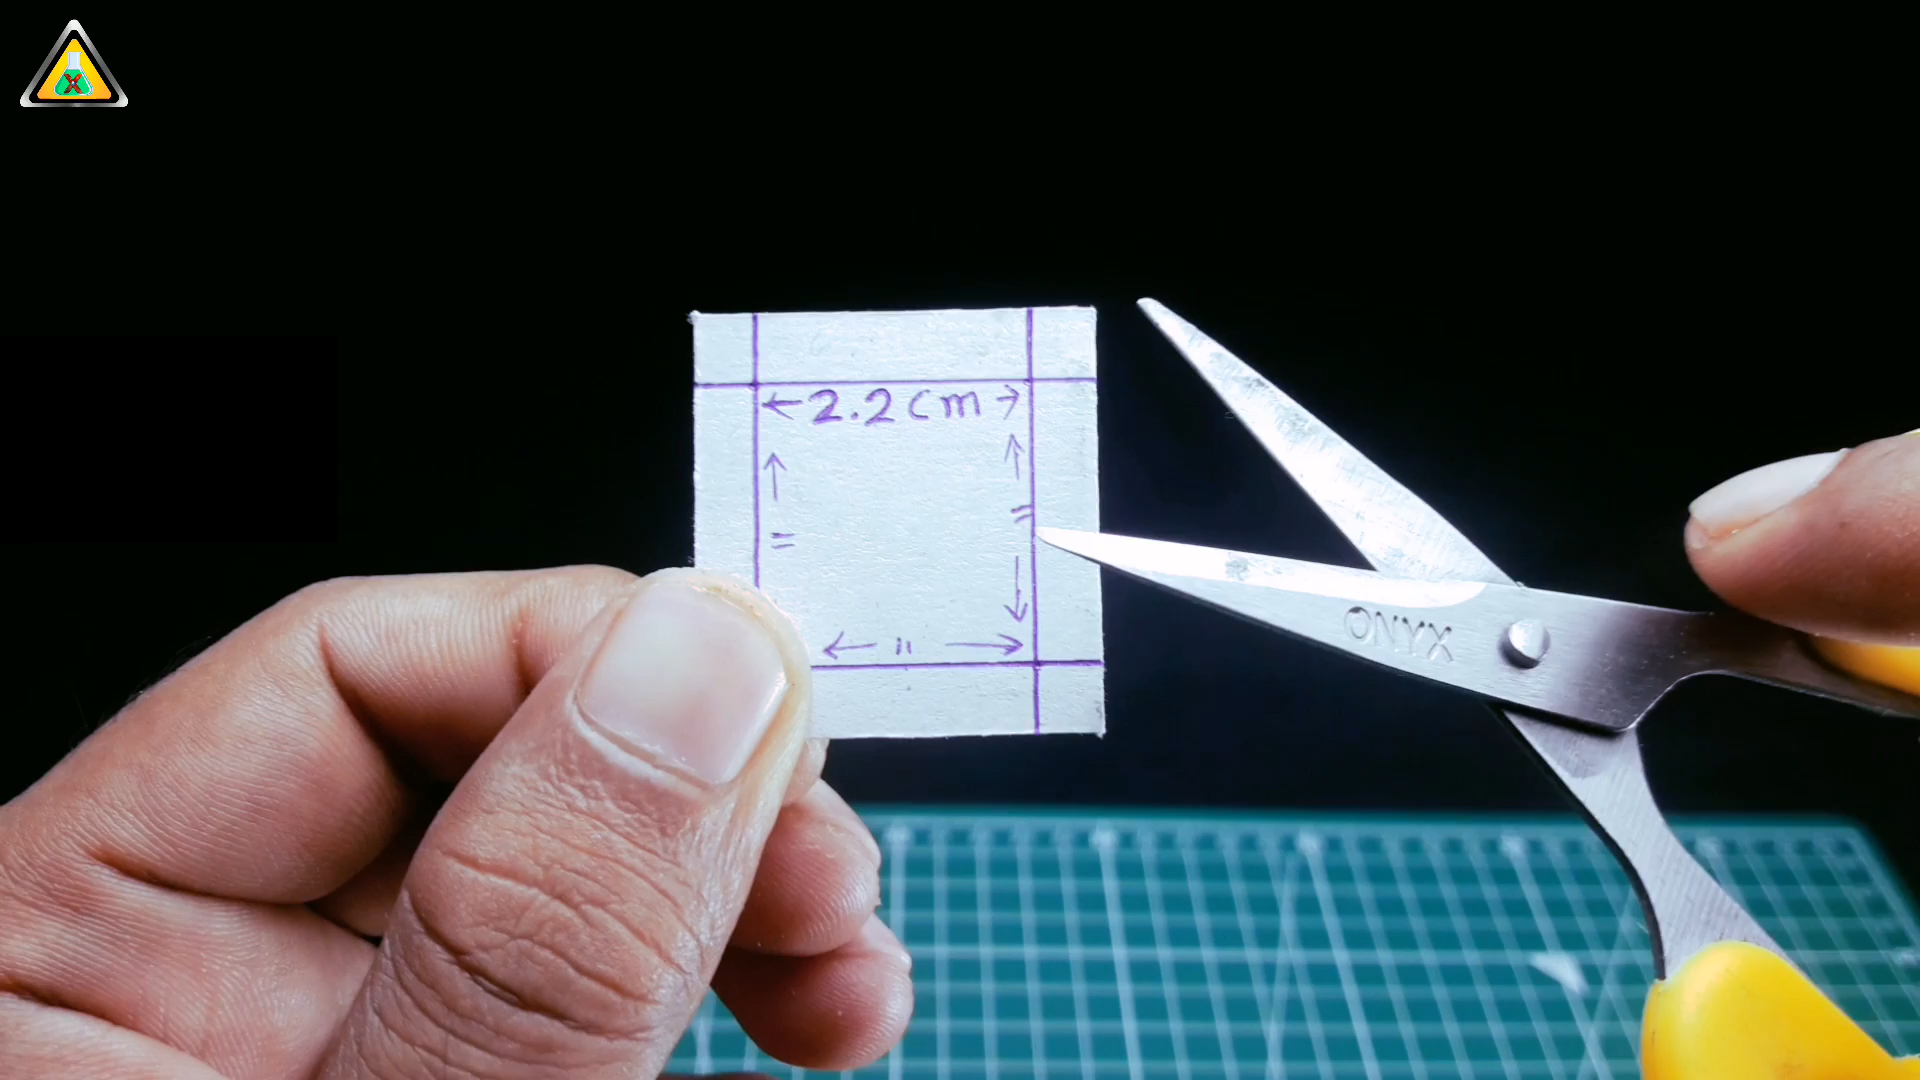 ←2.2cm→
=
=
← " →
ONYX
X